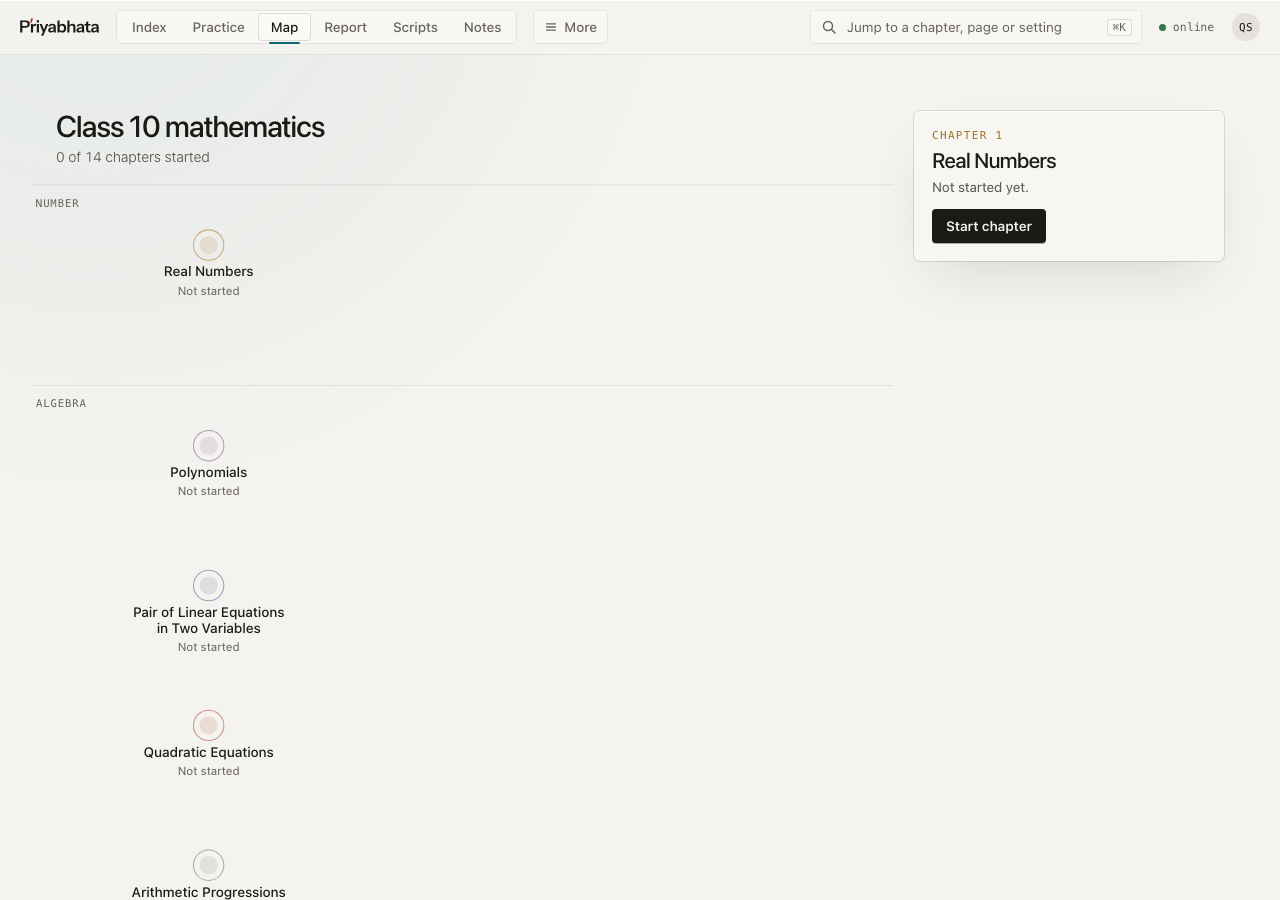 Priyabhata
Index
Practice
Map
Report
Scripts
Notes
More
Jump to a chapter, page or setting
⌘K
online
QS
Class 10 mathematics
0 of 14 chapters started
CHAPTER 1
Real Numbers
Not started yet.
Start chapter
NUMBER
Real Numbers
Not started
ALGEBRA
Polynomials
Not started
Pair of Linear Equations
in Two Variables
Not started
Quadratic Equations
Not started
Arithmetic Progressions